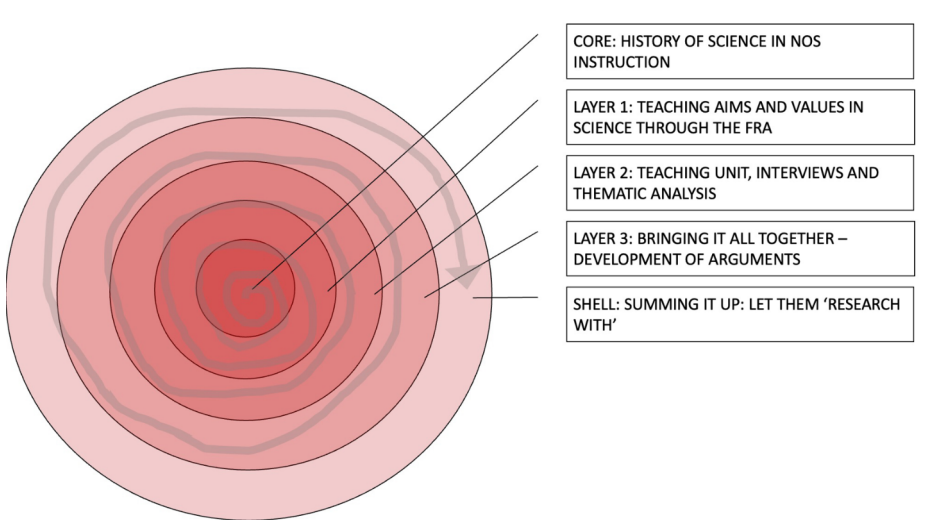 CORE: HISTORY OF SCIENCE IN NOS
INSTRUCTION
LAYER 1: TEACHING AIMS AND VALUES IN
SCIENCE THROUGH THE FRA
LAYER 2: TEACHING UNIT, INTERVIEWS AND
THEMATIC ANALYSIS
LAYER 3: BRINGING IT ALL TOGETHER –
DEVELOPMENT OF ARGUMENTS
SHELL: SUMMING IT UP: LET THEM ‘RESEARCH
WITH’